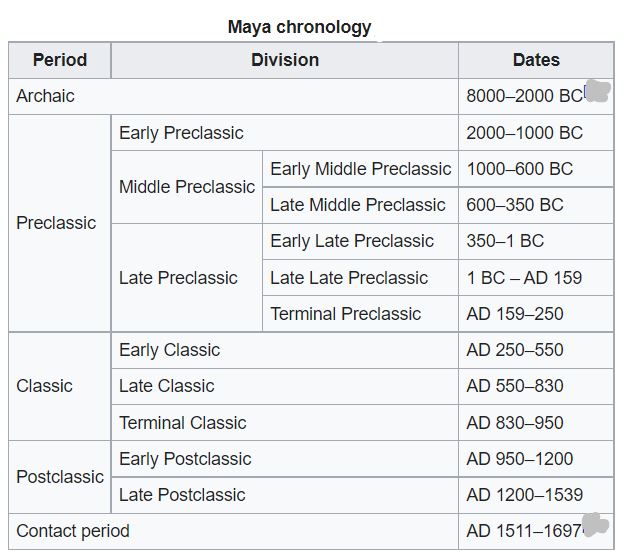 Maya chronology
Period Division Dates
Archaic 8000–2000 BC
Preclassic
Early Preclassic 2000–1000 BC
Middle Preclassic
Early Middle Preclassic 1000–600 BC
Late Middle Preclassic 600–350 BC
Late Preclassic
Early Late Preclassic 350–1 BC
Late Late Preclassic 1 BC – AD 159
Terminal Preclassic AD 159–250
Classic
Early Classic AD 250–550
Late Classic AD 550–830
Terminal Classic AD 830–950
Postclassic
Early Postclassic AD 950–1200
Late Postclassic AD 1200–1539
Contact period AD 1511–1697